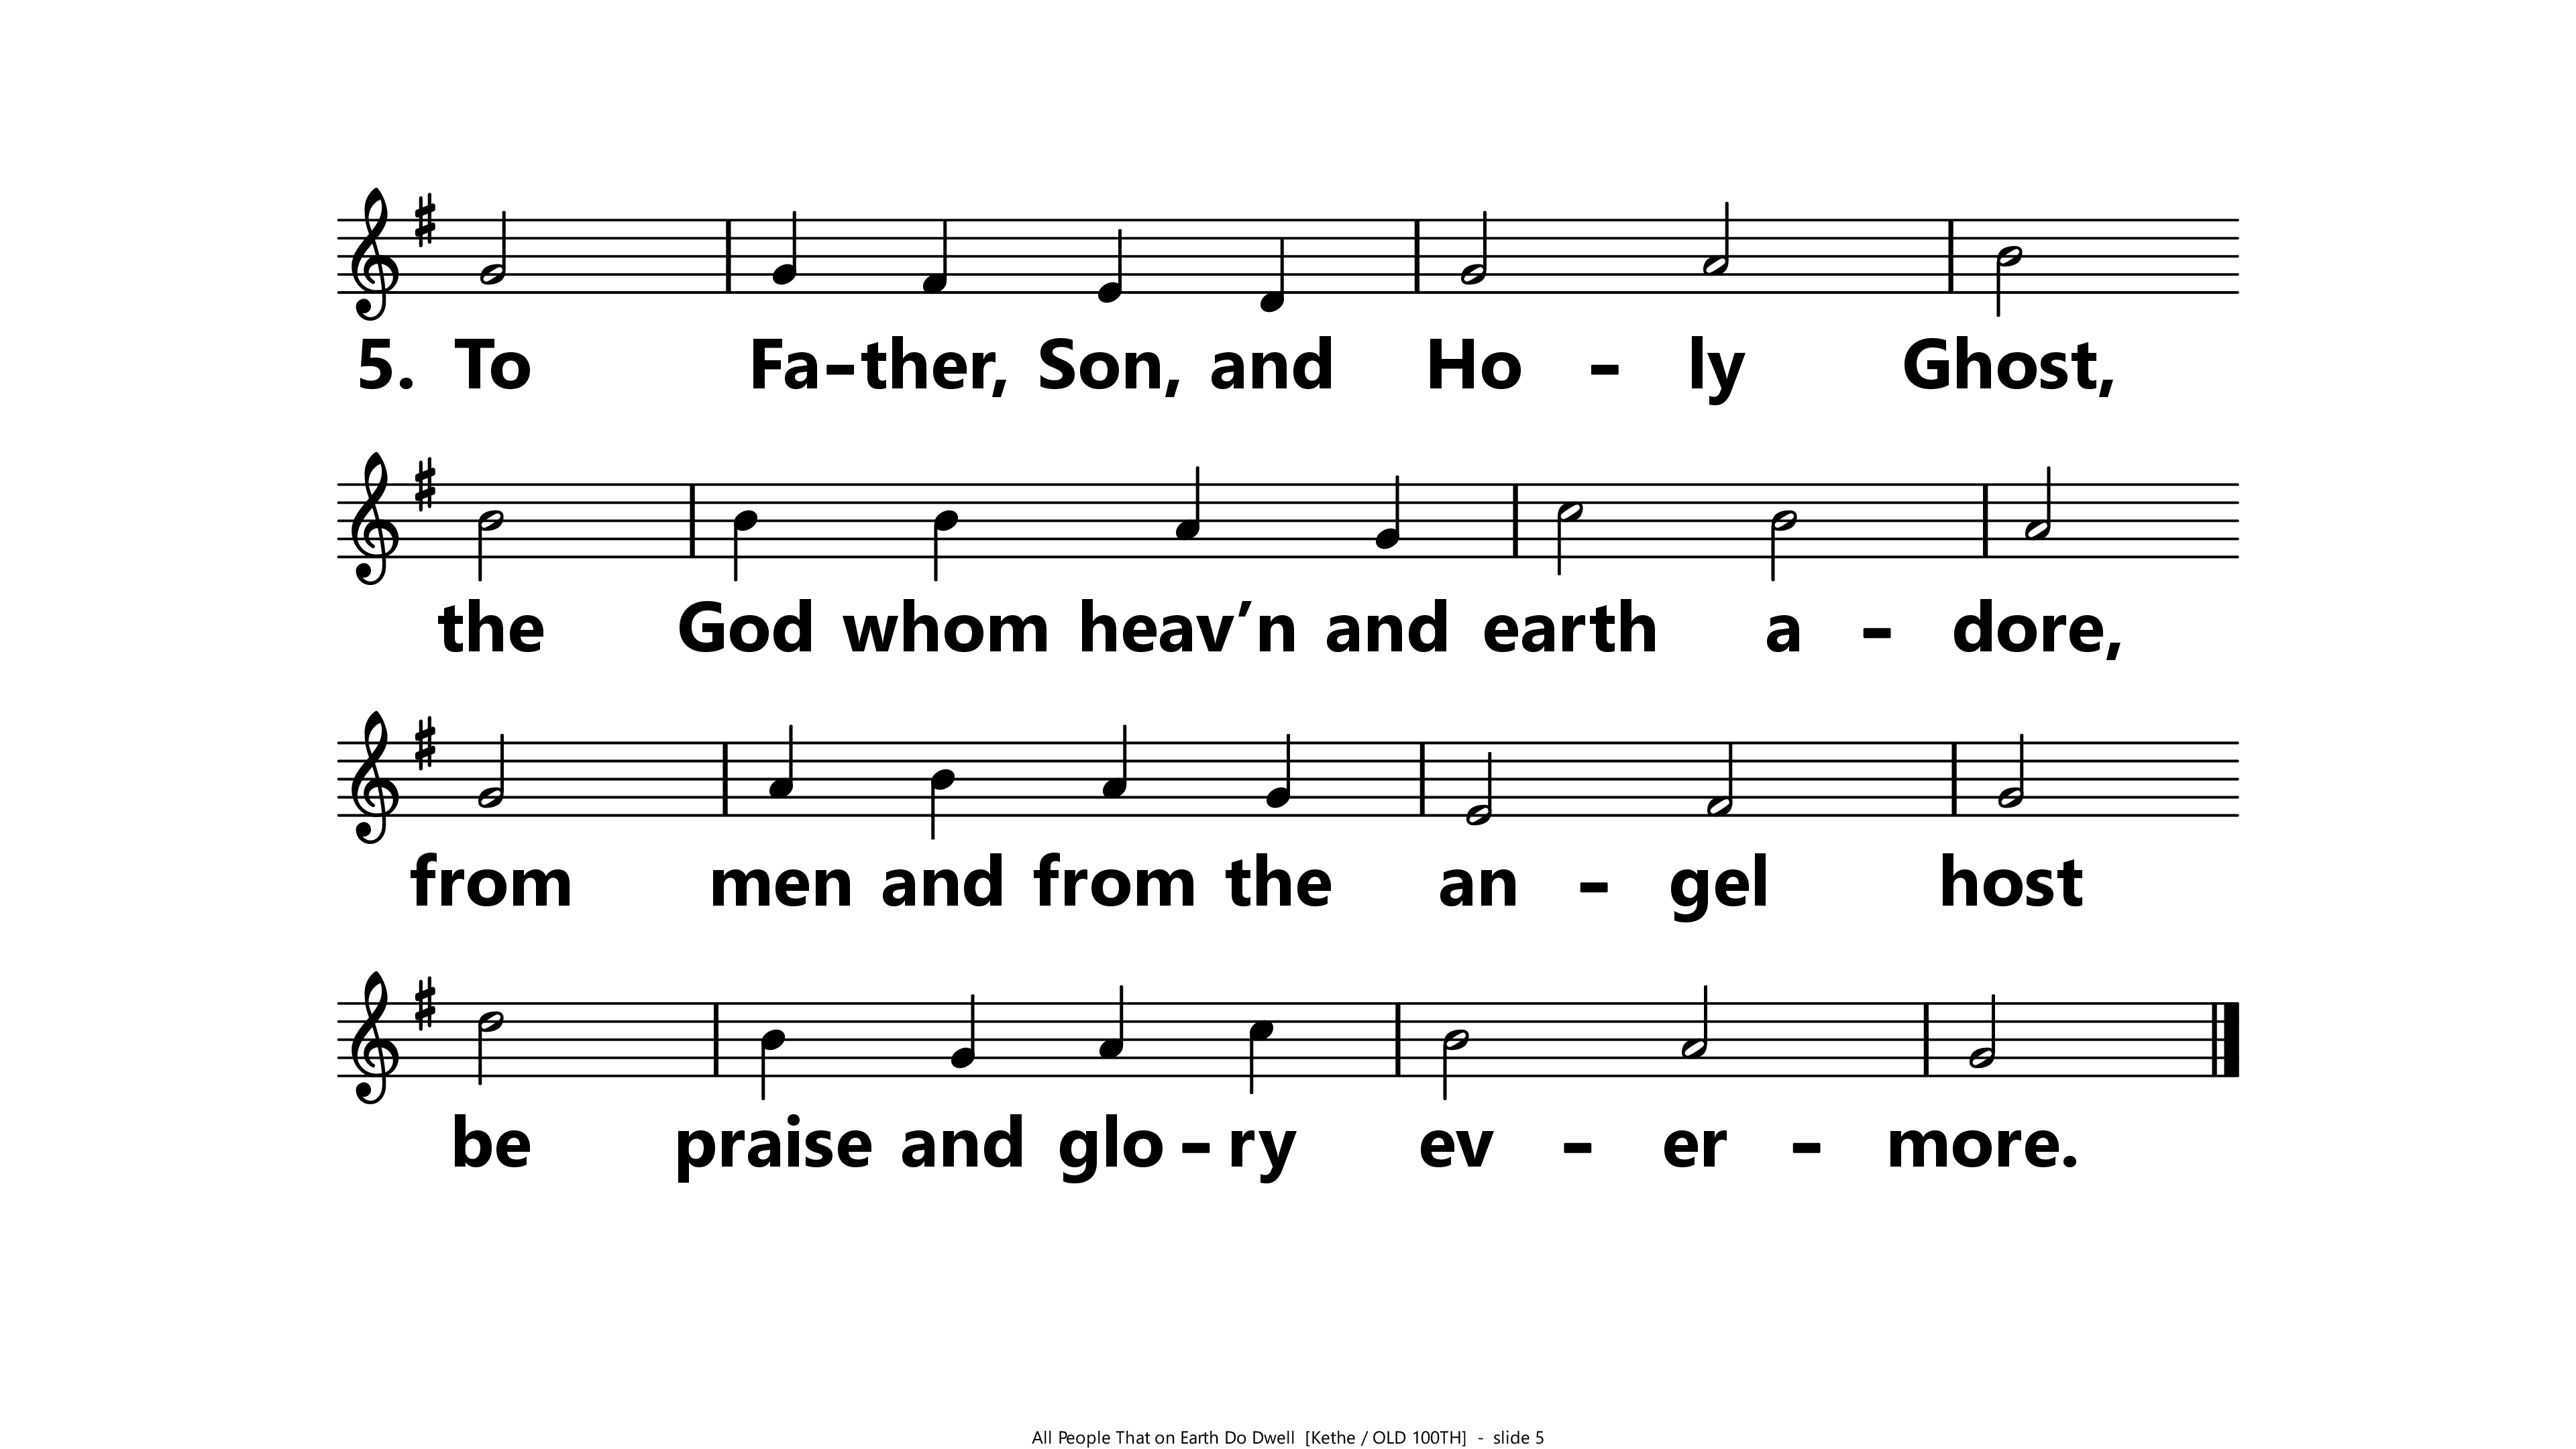 5. To Fa-ther, Son, and Ho - ly Ghost,
the God whom heav’n and earth a - dore,
from men and from the an - gel host
be praise and glo - ry ev - er - more.
All People That on Earth Do Dwell [Kethe / OLD 100TH] - slide 5